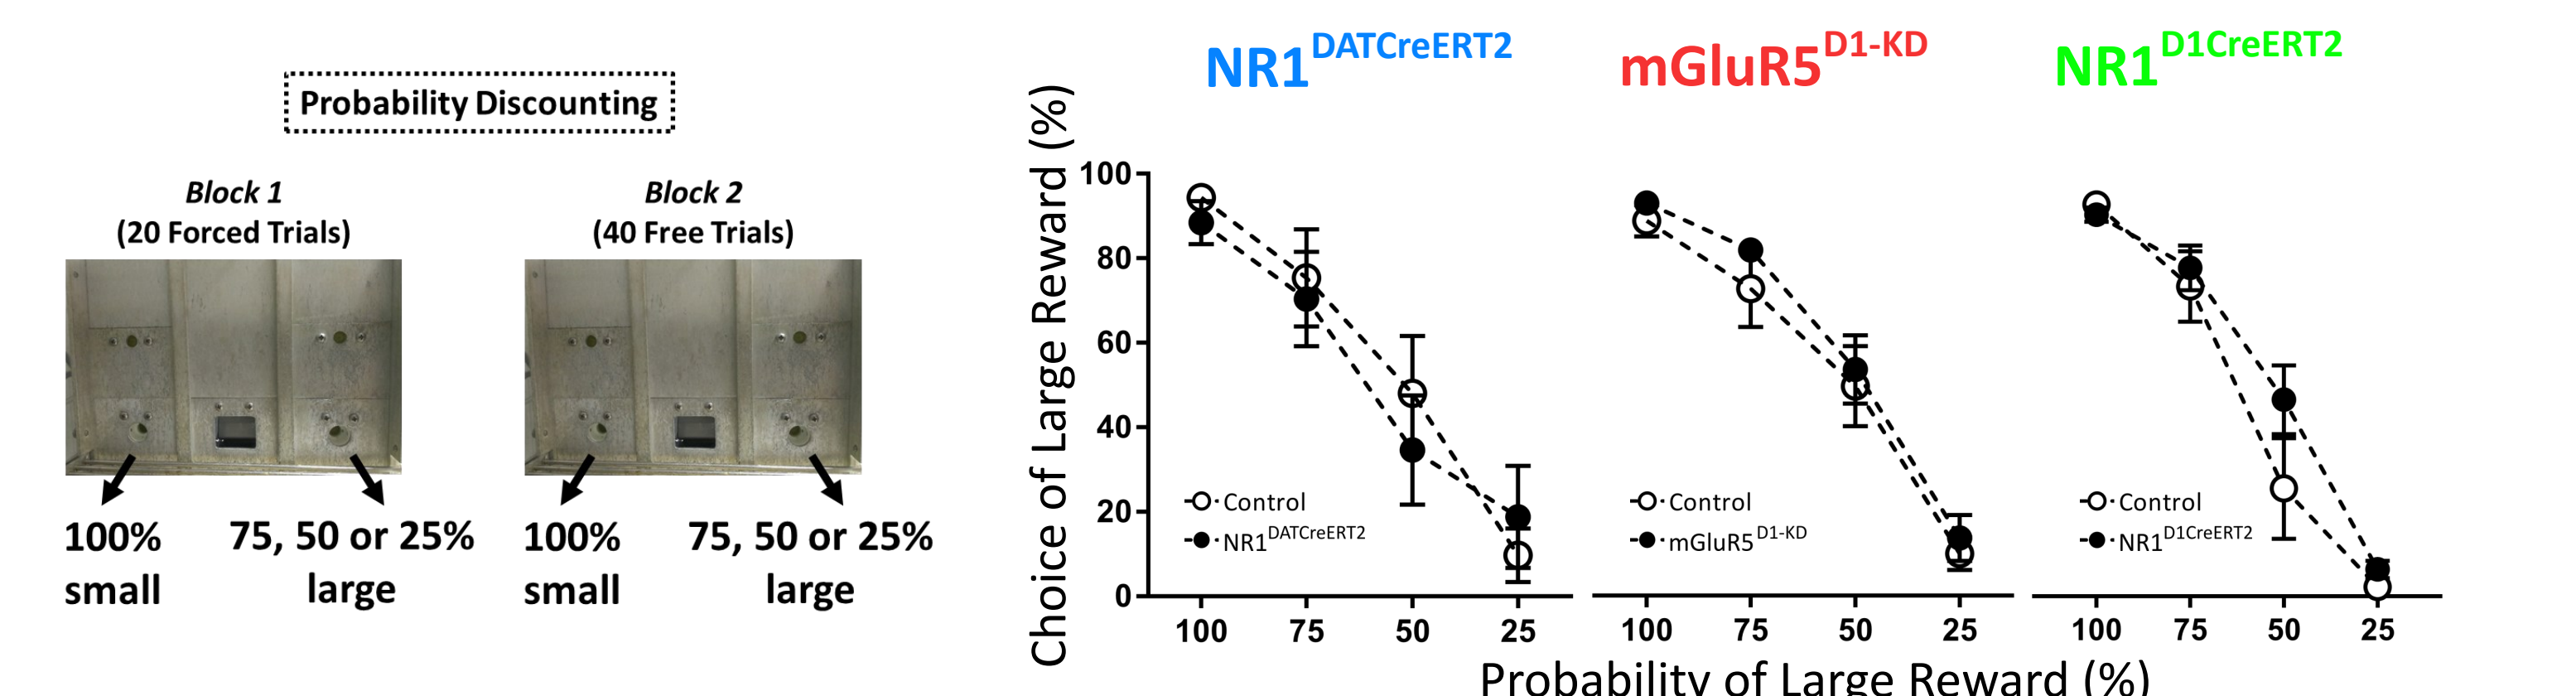 Probability Discounting
Block 1
(20 Forced Trials)
Block 2
(40 Free Trials)
100%
small
75, 50 or 25%
large
100%
small
75, 50 or 25%
large
NR1DATCreERT2
mGluR5D1-KD
NR1D1CreERT2
Choice of Large Reward (%)
100
80
60
40
20
0
Control
NR1DATCreERT2
100 75 50 25
Control
mGluR5D1-KD
100 75 50 25
Control
NR1D1CreERT2
100 75 50 25
Probability of Large Reward (%)